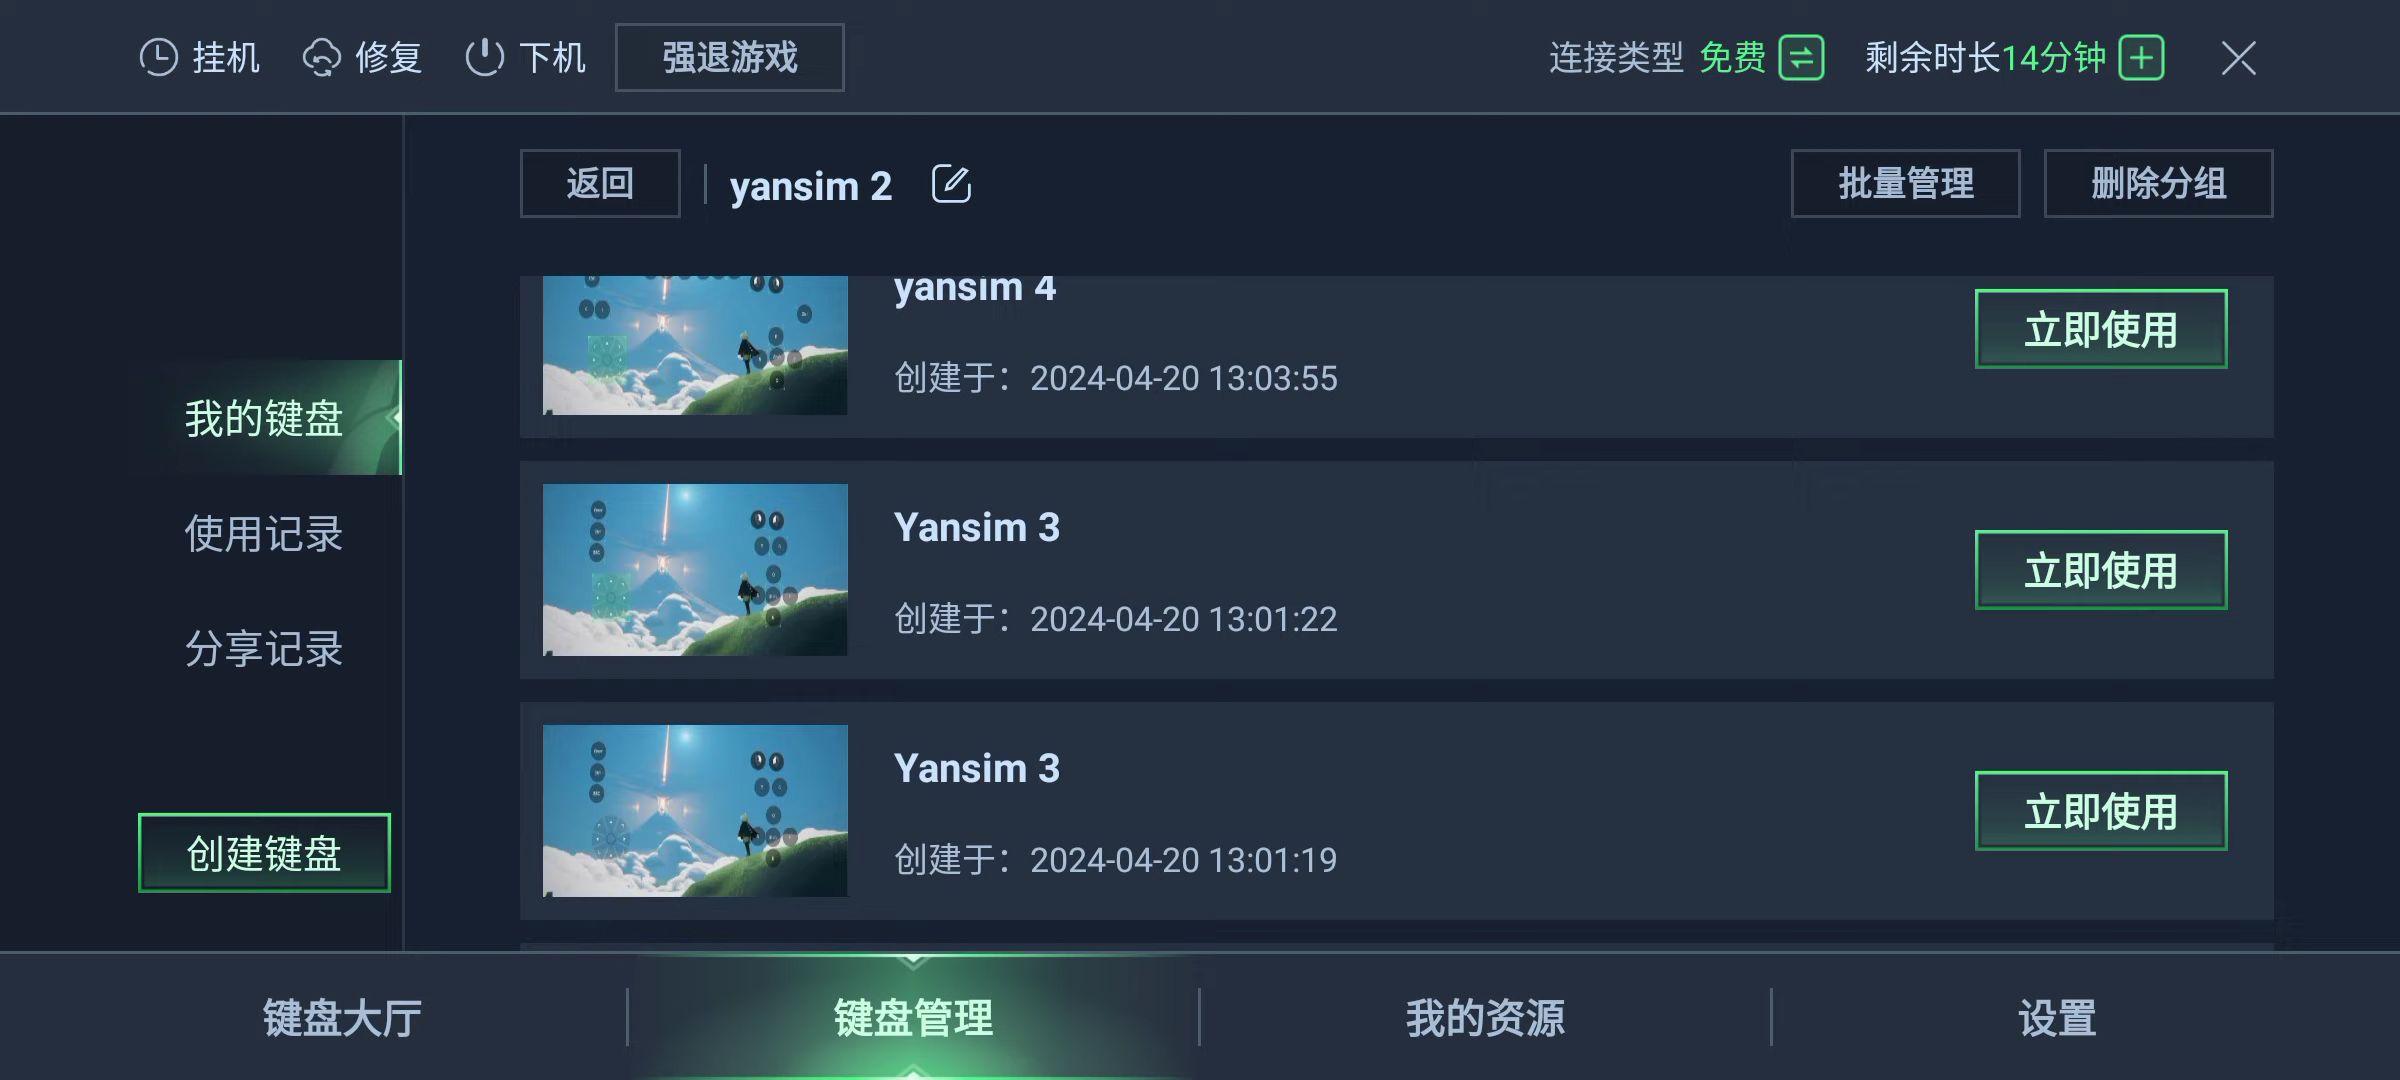 挂机 修复 下机 强退游戏 连接类型 免费 剩余时长14分钟
返回 yansim 2 批量管理 删除分组
yansim 4
立即使用
创建于：2024-04-20 13:03:55
我的键盘
Yansim 3
使用记录
立即使用
创建于：2024-04-20 13:01:22
分享记录
Yansim 3
立即使用
创建键盘
创建于：2024-04-20 13:01:19
键盘大厅 键盘管理 我的资源 设置